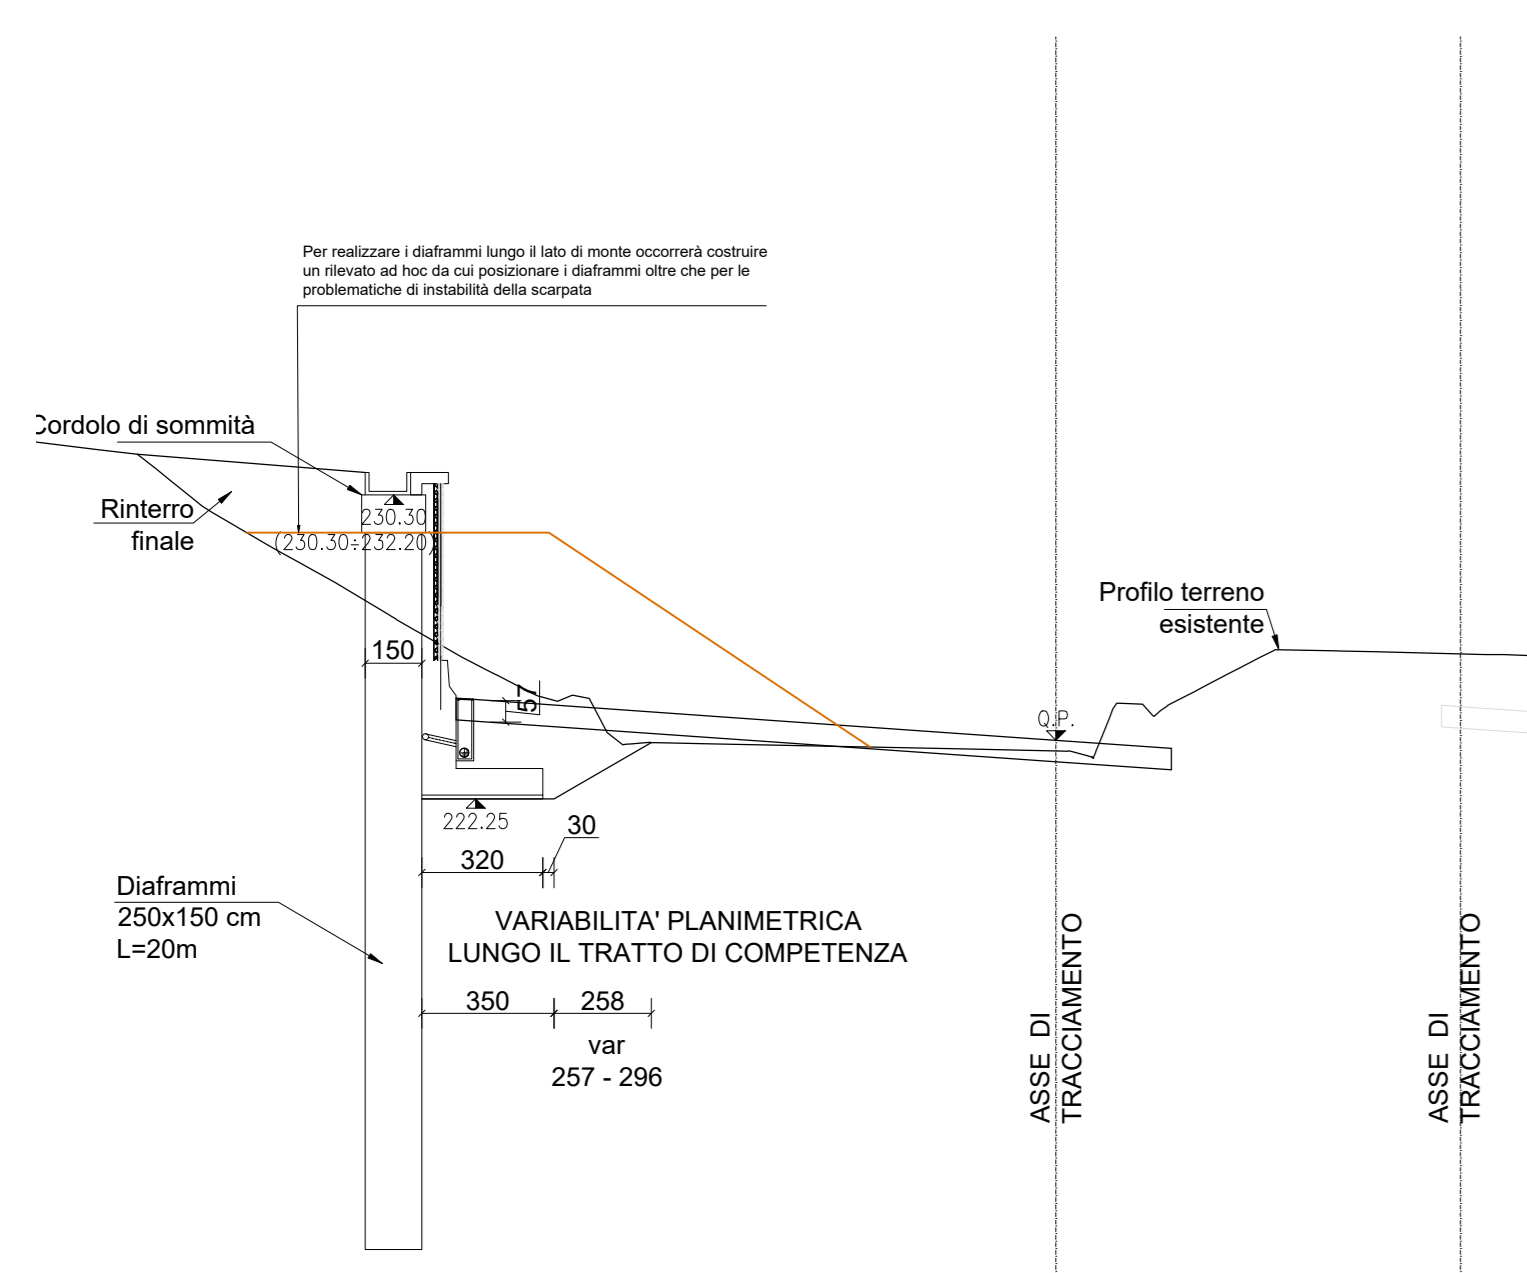 Per realizzare i diaframmi lungo il lato di monte occorrerà costruire
un rilevato ad hoc da cui posizionare i diaframmi oltre che per le
problematiche di instabilità della scarpata
Cordolo di sommità
Rinterro
finale
230.30
(230.30÷232.20)
Profilo terreno
esistente
150
57
Q.P.
222.25
30
320
Diaframmi
250x150 cm
L=20m
VARIABILITA' PLANIMETRICA
LUNGO IL TRATTO DI COMPETENZA
350
258
var
257 - 296
ASSE DI
TRACCIAMENTO
ASSE DI
TRACCIAMENTO